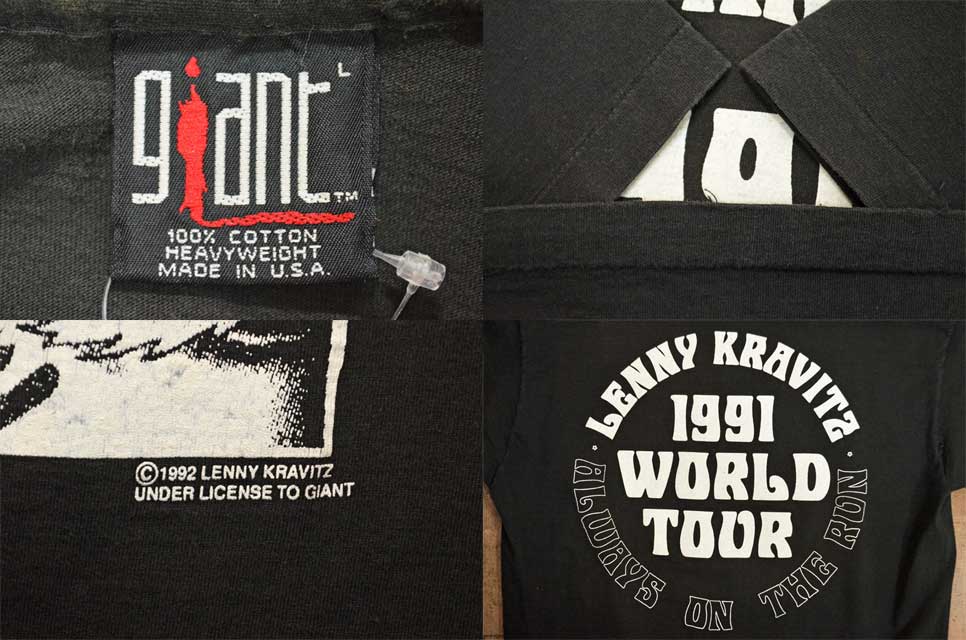 giant L
TM
100% COTTON
HEAVYWEIGHT
MADE IN U.S.A.
©1992 LENNY KRAVITZ
UNDER LICENSE TO GIANT
LENNY KRAVITZ
1991
WORLD
TOUR
ALWAYS ON THE RUN